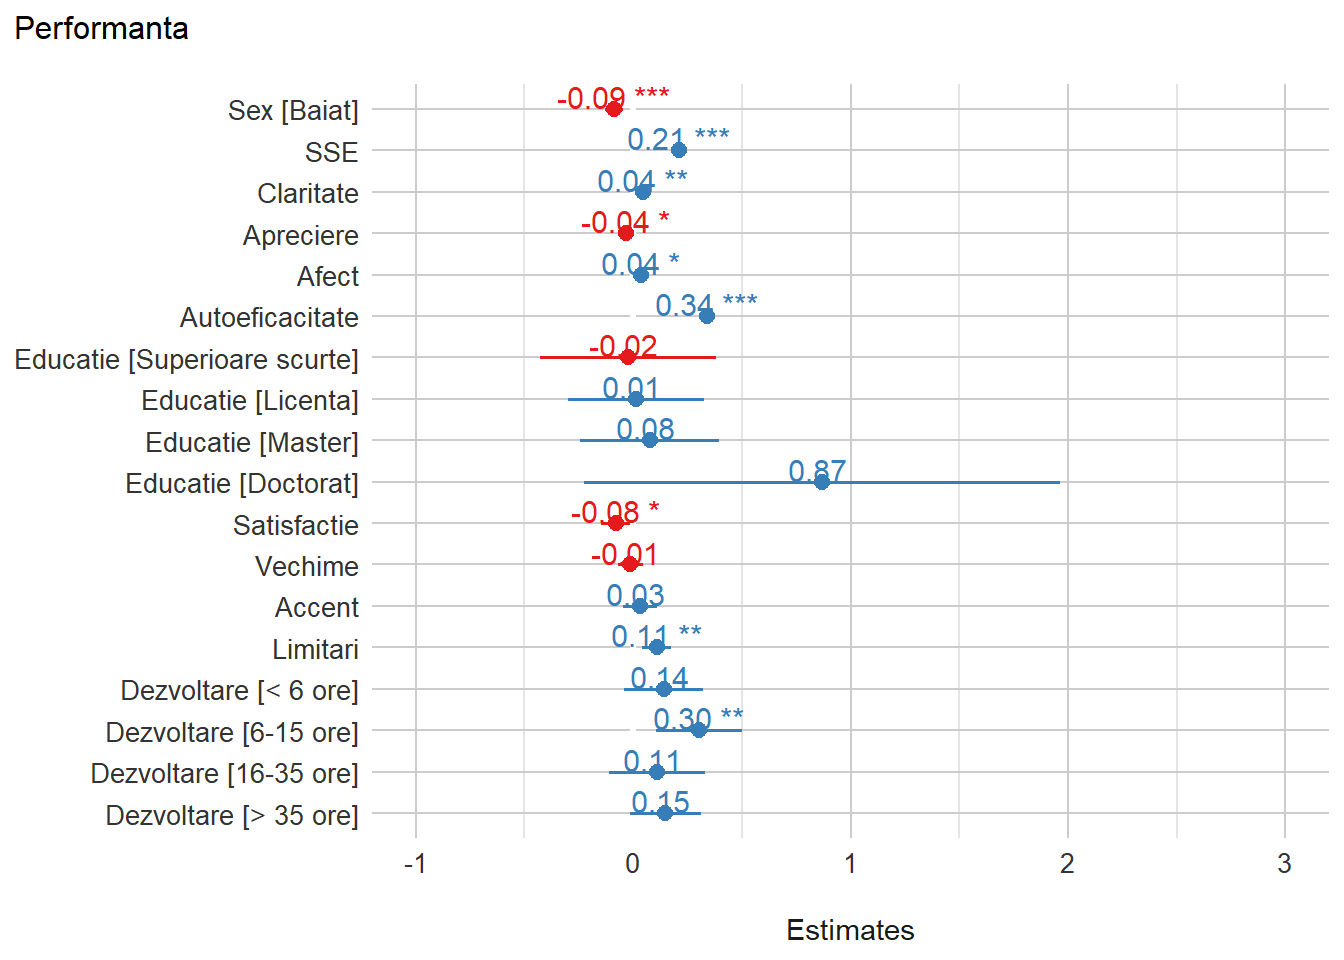 Performanta
Sex [Baiat] -0.09 ***
SSE 0.21 ***
Claritate 0.04 **
Apreciere -0.04 *
Afect 0.04 *
Autoeficacitate 0.34 ***
Educatie [Superioare scurte] -0.02
Educatie [Licenta] 0.01
Educatie [Master] 0.08
Educatie [Doctorat] 0.87
Satisfactie -0.08 *
Vechime -0.01
Accent 0.03
Limitari 0.11 **
Dezvoltare [< 6 ore] 0.14
Dezvoltare [6-15 ore] 0.30 **
Dezvoltare [16-35 ore] 0.11
Dezvoltare [> 35 ore] 0.15
-1 0 1 2 3
Estimates